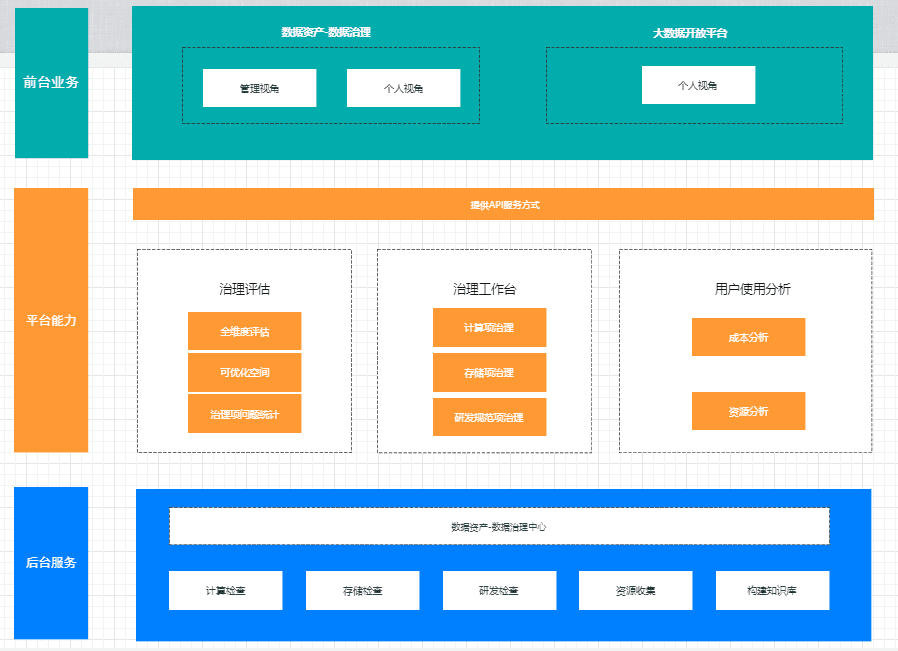 前台业务
数据资产-数据治理
管理视角
个人视角
大数据开放平台
个人视角
平台能力
提供API服务方式
治理评估
全维度评估
可优化空间
治理项问题统计
治理工作台
计算项治理
存储项治理
研发规范项治理
用户使用分析
成本分析
资源分析
后台服务
数据资产-数据治理中心
计算检查
存储检查
研发检查
资源收集
构建知识库